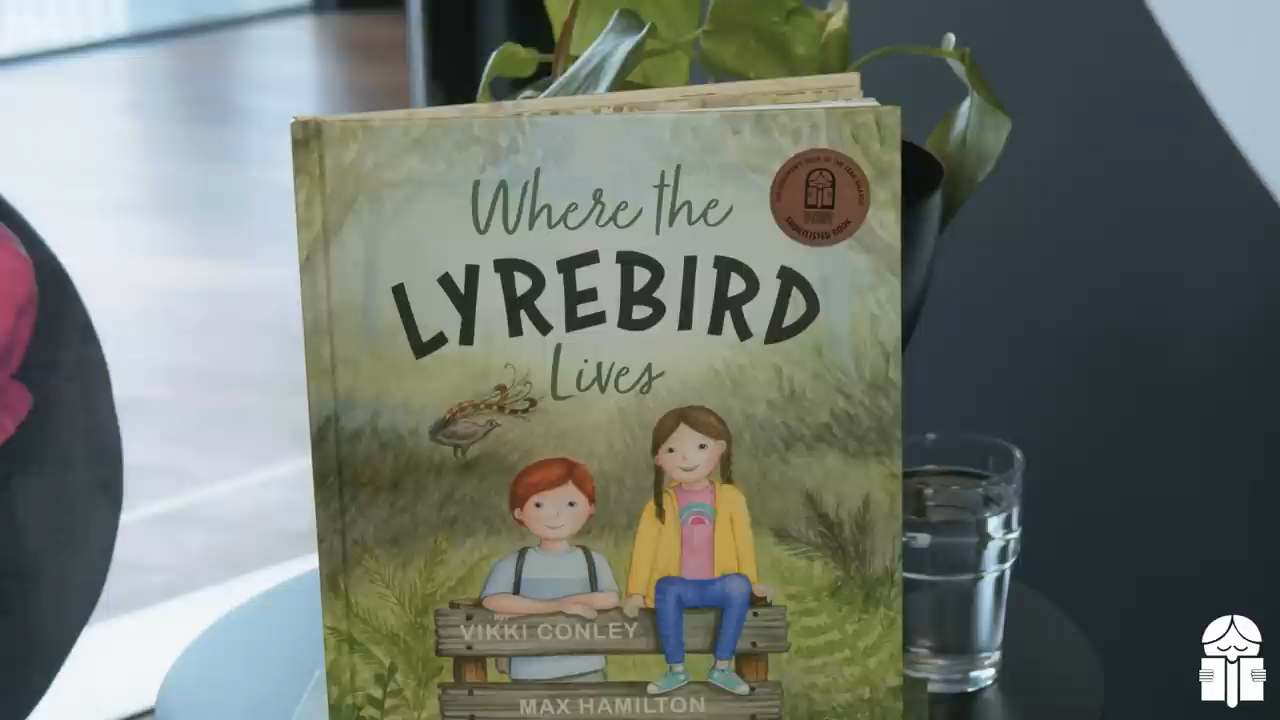 Where the
LYREBIRD
Lives
SHORTLISTED BOOK
VIKKI CONLEY
MAX HAMILTON